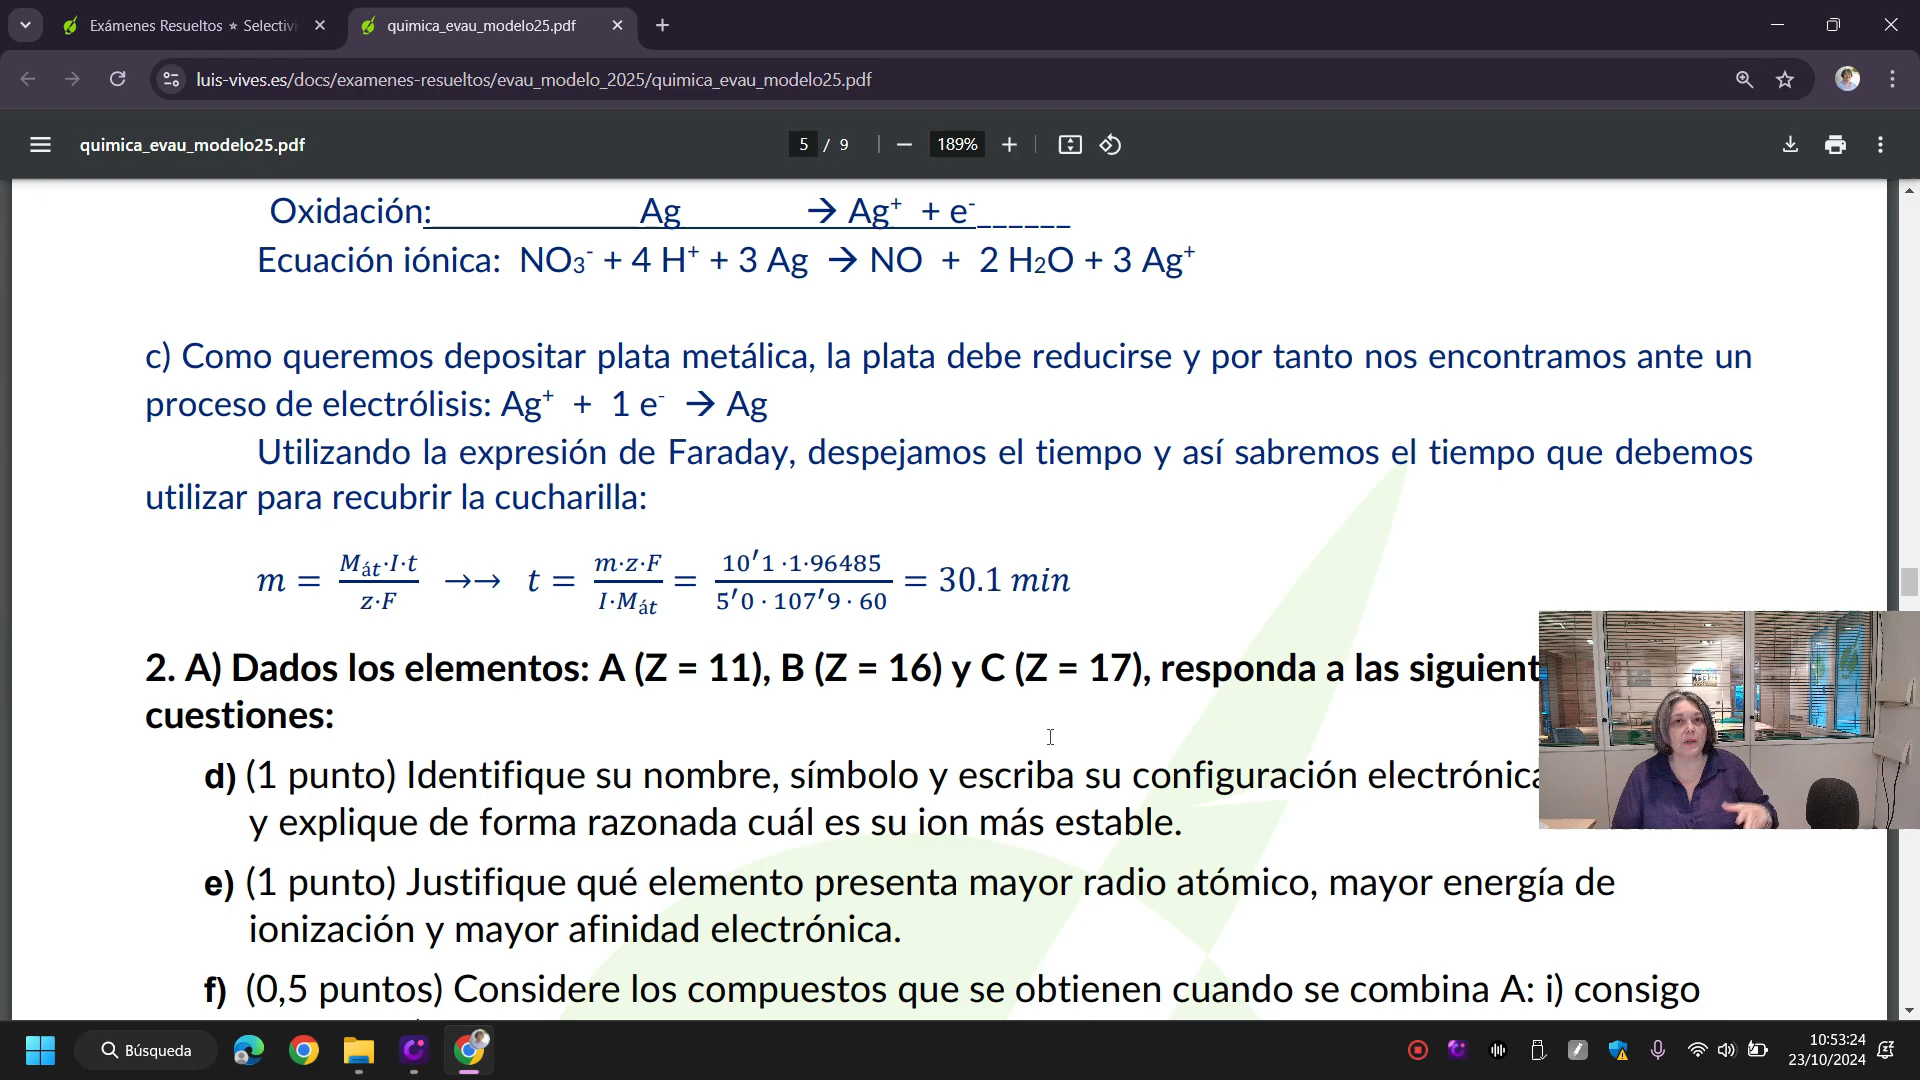 Exámenes Resueltos ⭑ Selectivi
quimica_evau_modelo25.pdf
luis-vives.es/docs/examenes-resueltos/evau_modelo_2025/quimica_evau_modelo25.pdf
quimica_evau_modelo25.pdf
5 / 9
189%
Oxidación:____________Ag → Ag⁺ + e⁻______
Ecuación iónica: NO₃⁻ + 4 H⁺ + 3 Ag → NO + 2 H₂O + 3 Ag⁺
c) Como queremos depositar plata metálica, la plata debe reducirse y por tanto nos encontramos ante un
proceso de electrólisis: Ag⁺ + 1 e⁻ → Ag
Utilizando la expresión de Faraday, despejamos el tiempo y así sabremos el tiempo que debemos
utilizar para recubrir la cucharilla:
m = Mát·I·t / z·F →→ t = m·z·F / I·Mát = 10′1 ·1·96485 / 5′0 · 107′9 · 60 = 30.1 min
2. A) Dados los elementos: A (Z = 11), B (Z = 16) y C (Z = 17), responda a las siguient
cuestiones:
d) (1 punto) Identifique su nombre, símbolo y escriba su configuración electrónica
y explique de forma razonada cuál es su ion más estable.
e) (1 punto) Justifique qué elemento presenta mayor radio atómico, mayor energía de
ionización y mayor afinidad electrónica.
f) (0,5 puntos) Considere los compuestos que se obtienen cuando se combina A: i) consigo
Búsqueda
10:53:24
23/10/2024